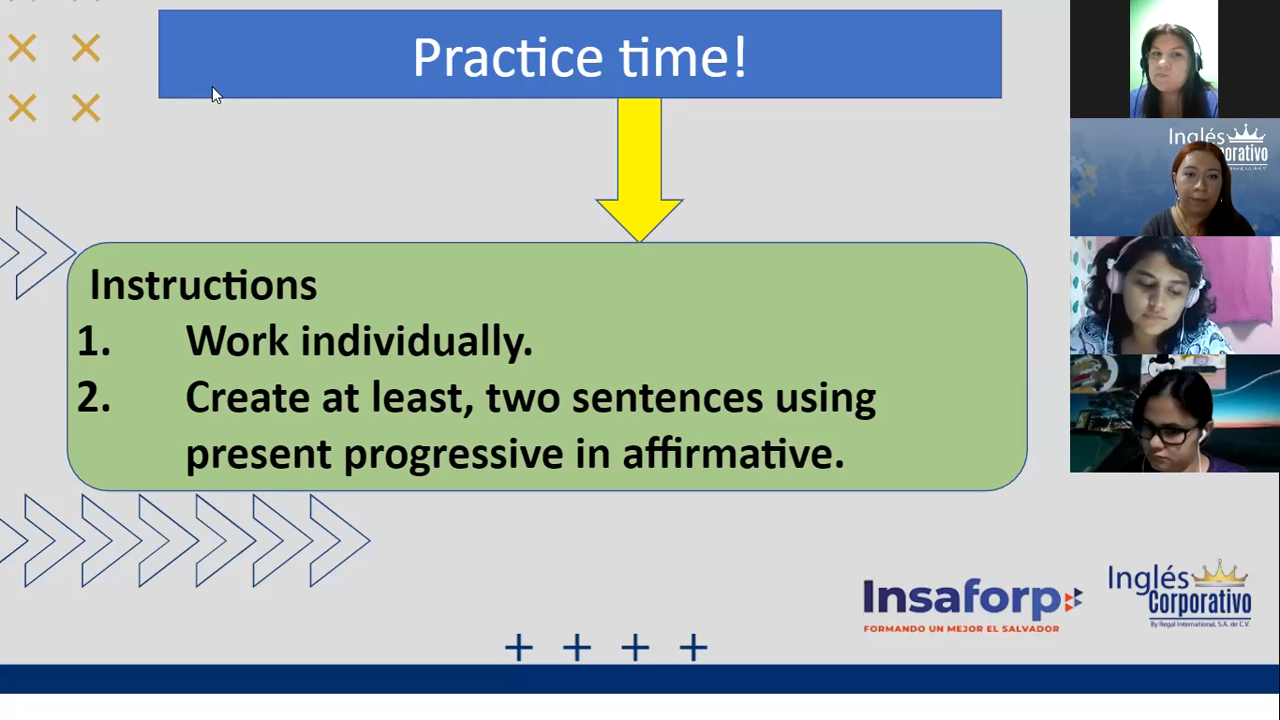 Practice time!
Instructions
1. Work individually.
2. Create at least, two sentences using
present progressive in affirmative.
Inglés
orativo
Insaforp
FORMANDO UN MEJOR EL SALVADOR
Inglés
Corporativo
By Regal International, S.A. de C.V.